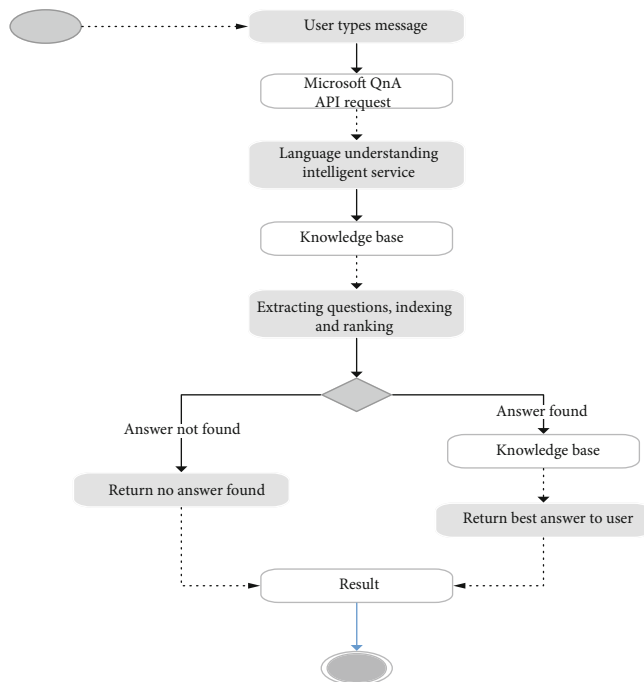 User types message
Microsoft QnA
API request
Language understanding
intelligent service
Knowledge base
Extracting questions, indexing
and ranking
Answer not found
Answer found
Knowledge base
Return no answer found
Return best answer to user
Result